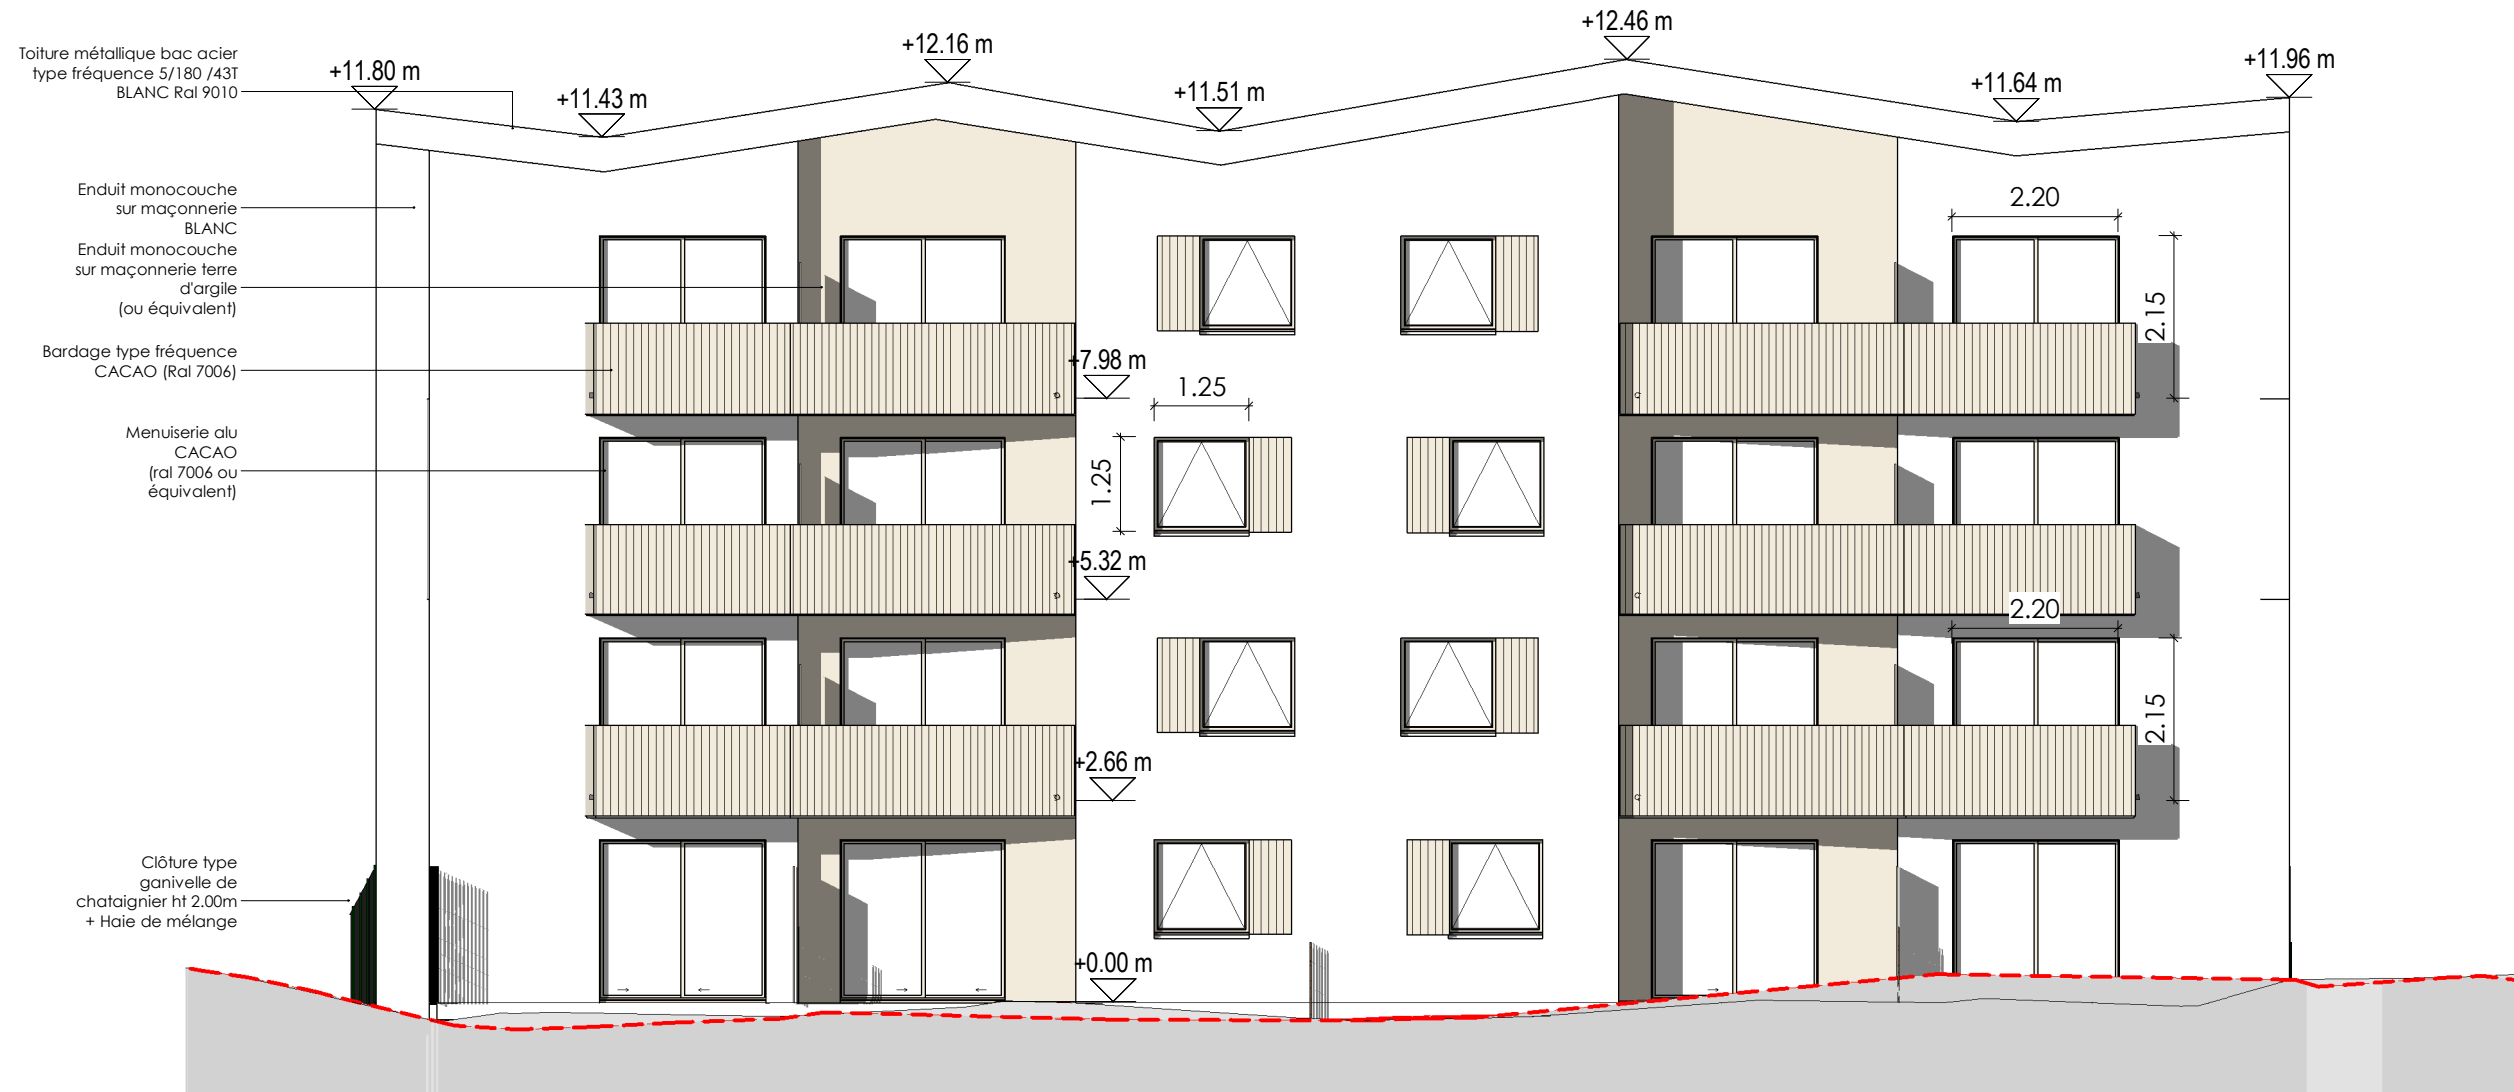 Toiture métallique bac acier
type fréquence 5/180 /43T
BLANC Ral 9010
+11.80 m
+11.43 m
+12.16 m
+11.51 m
+12.46 m
+11.64 m
+11.96 m
Enduit monocouche
sur maçonnerie
BLANC
Enduit monocouche
sur maçonnerie terre
d'argile
(ou équivalent)
Bardage type fréquence
CACAO (Ral 7006)
Menuiserie alu
CACAO
(ral 7006 ou
équivalent)
Clôture type
ganivelle de
chataignier ht 2.00m
+ Haie de mélange
2.20
2.15
+7.98 m
1.25
1.25
+5.32 m
2.20
2.15
+2.66 m
+0.00 m